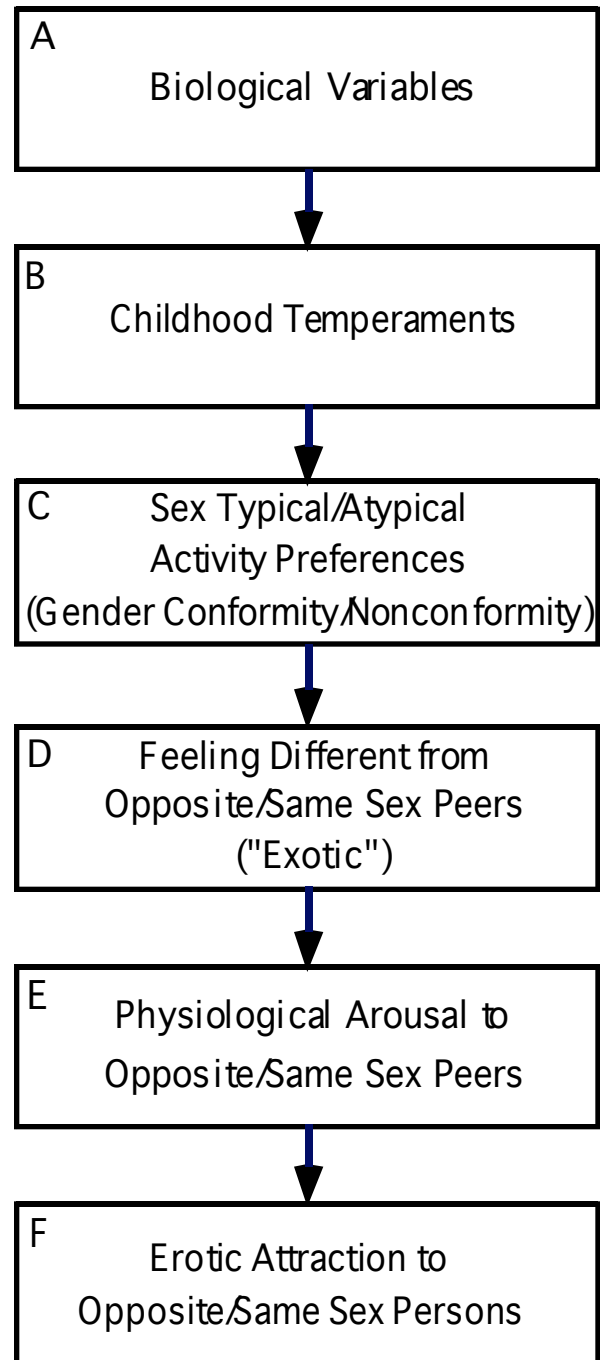 A
Biological Variables
B
Childhood Temperaments
C
Sex Typical/Atypical
Activity Preferences
(Gender Conformity/Nonconformity)
D
Feeling Different from
Opposite/Same Sex Peers
("Exotic")
E
Physiological Arousal to
Opposite/Same Sex Peers
F
Erotic Attraction to
Opposite/Same Sex Persons